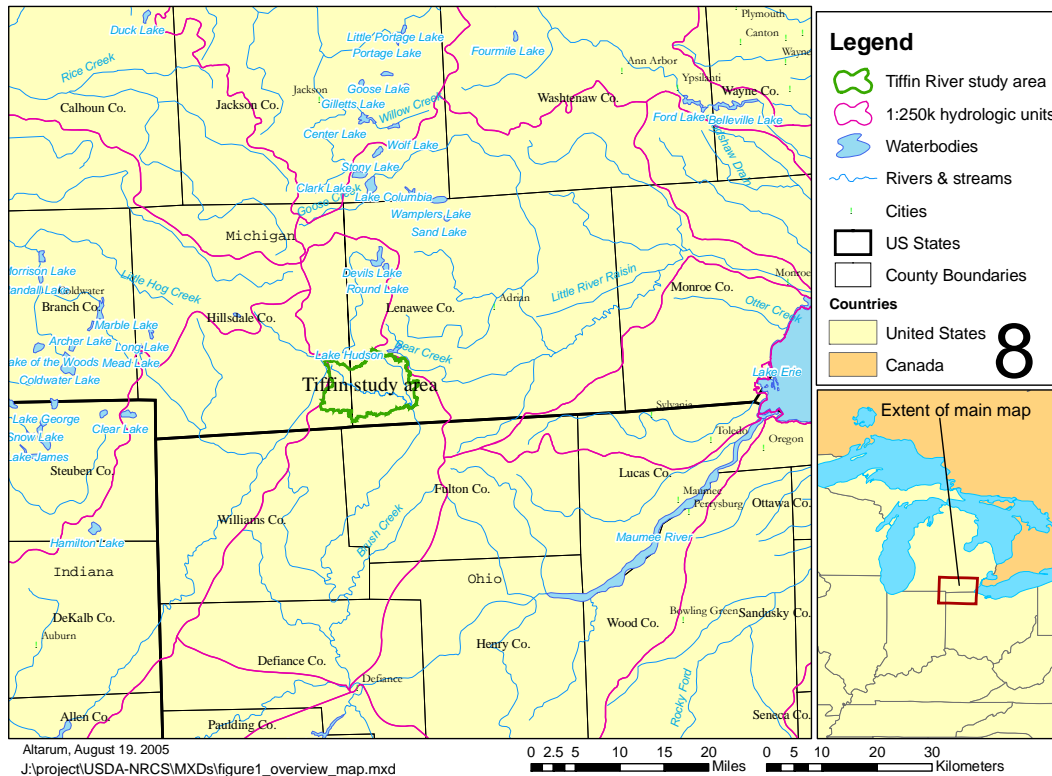 Duck Lake
Little Portage Lake
Portage Lake
Fourmile Lake
Plymouth
Canton
Wayne
Rice Creek
Ann Arbor
Ypsilanti
Jackson
Goose Lake
Gilletts Lake
Willow Creek
Calhoun Co.
Jackson Co.
Washtenaw Co.
Wayne Co.
Ford Lake
Belleville Lake
Center Lake
Wolf Lake
Stony Lake
Clark Lake
Lake Columbia
Goose Creek
Wamplers Lake
Sand Lake
Michigan
Morrison Lake
Coldwater
Branch Co.
Little Hog Creek
Devils Lake
Round Lake
Adrian
Little River Raisin
Monroe Co.
Monroe
Otter Creek
Marble Lake
Hillsdale Co.
Lenawee Co.
Archer Lake
Long Lake
Lake of the Woods
Mead Lake
Coldwater Lake
Lake Hudson
Bear Creek
Tiffin study area
Lake Erie
Lake George
Clear Lake
Snow Lake
Lake James
Steuben Co.
Sylvania
Toledo
Oregon
Lucas Co.
Fulton Co.
Maumee
Perrysburg
Ottawa Co.
Williams Co.
Brush Creek
Maumee River
Hamilton Lake
Indiana
Ohio
DeKalb Co.
Auburn
Bowling Green
Sandusky Co.
Wood Co.
Henry Co.
Defiance Co.
Defiance
Rocky Ford
Allen Co.
Paulding Co.
Seneca Co.
Legend
Tiffin River study area
1:250k hydrologic units
Waterbodies
Rivers & streams
Cities
US States
County Boundaries
Countries
United States
Canada
8
Extent of main map
Altarum, August 19. 2005
J:\project\USDA-NRCS\MXDs\figure1_overview_map.mxd
0 2.5 5 10 15 20
Miles
0 5 10 20 30
Kilometers